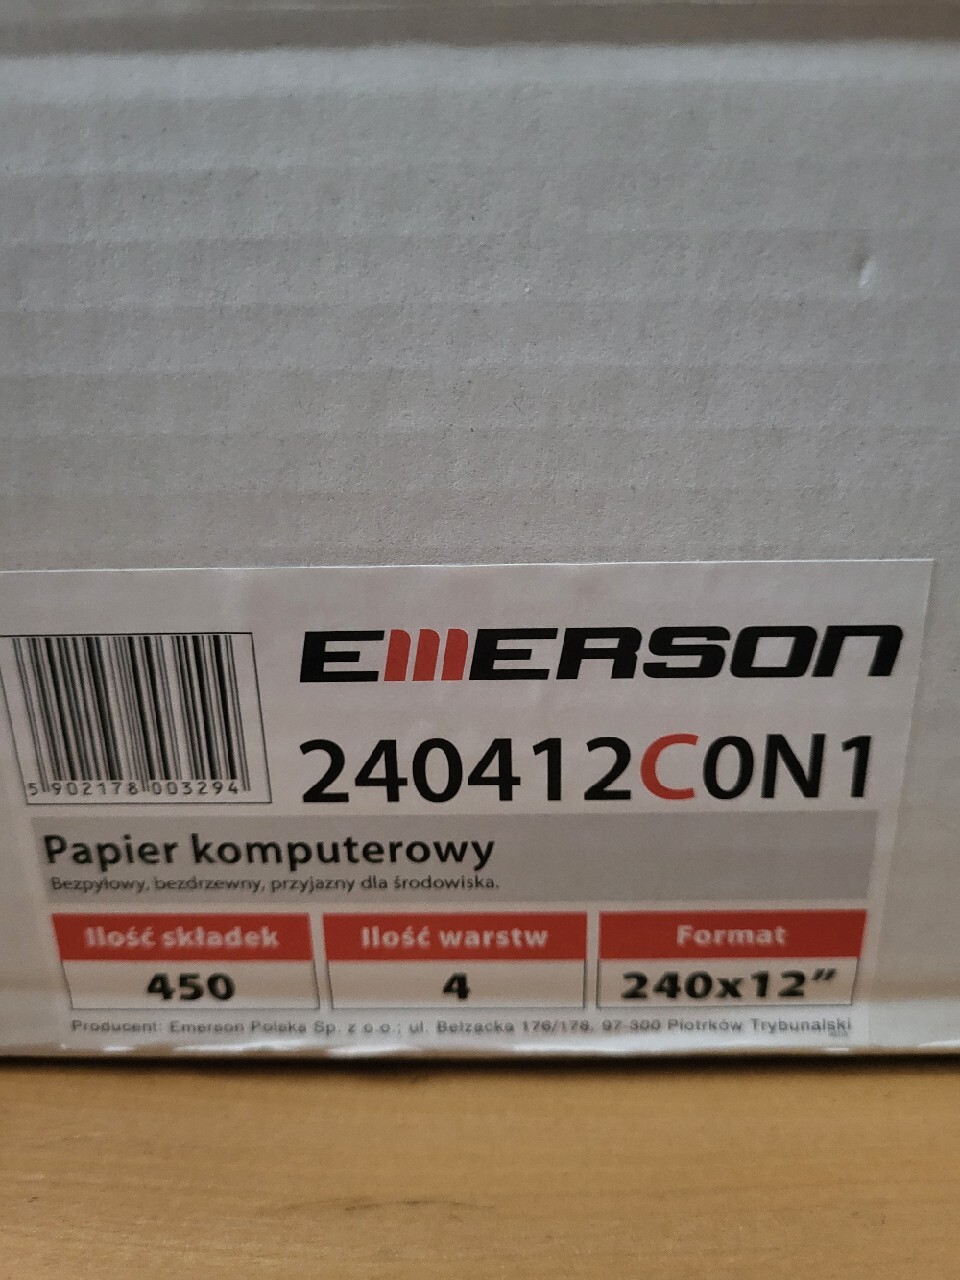 EMERSON
240412C0N1
5 902178 003294
Papier komputerowy
Bezpyłowy, bezdrzewny, przyjazny dla środowiska.
Ilość składek Ilość warstw Format
450 4 240x12”
Producent: Emerson Polska Sp. z o.o.; ul. Belzacka 176/178, 97-300 Piotrków Trybunalski